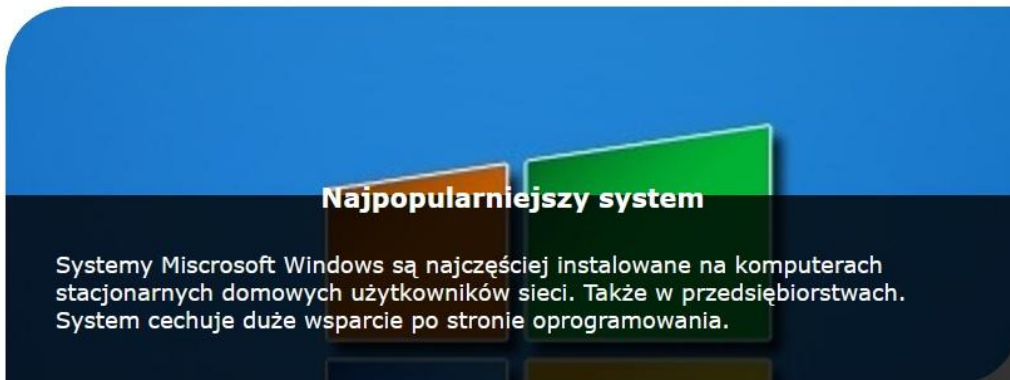 Najpopularniejszy system
Systemy Miscrosoft Windows są najczęściej instalowane na komputerach
stacjonarnych domowych użytkowników sieci. Także w przedsiębiorstwach.
System cechuje duże wsparcie po stronie oprogramowania.